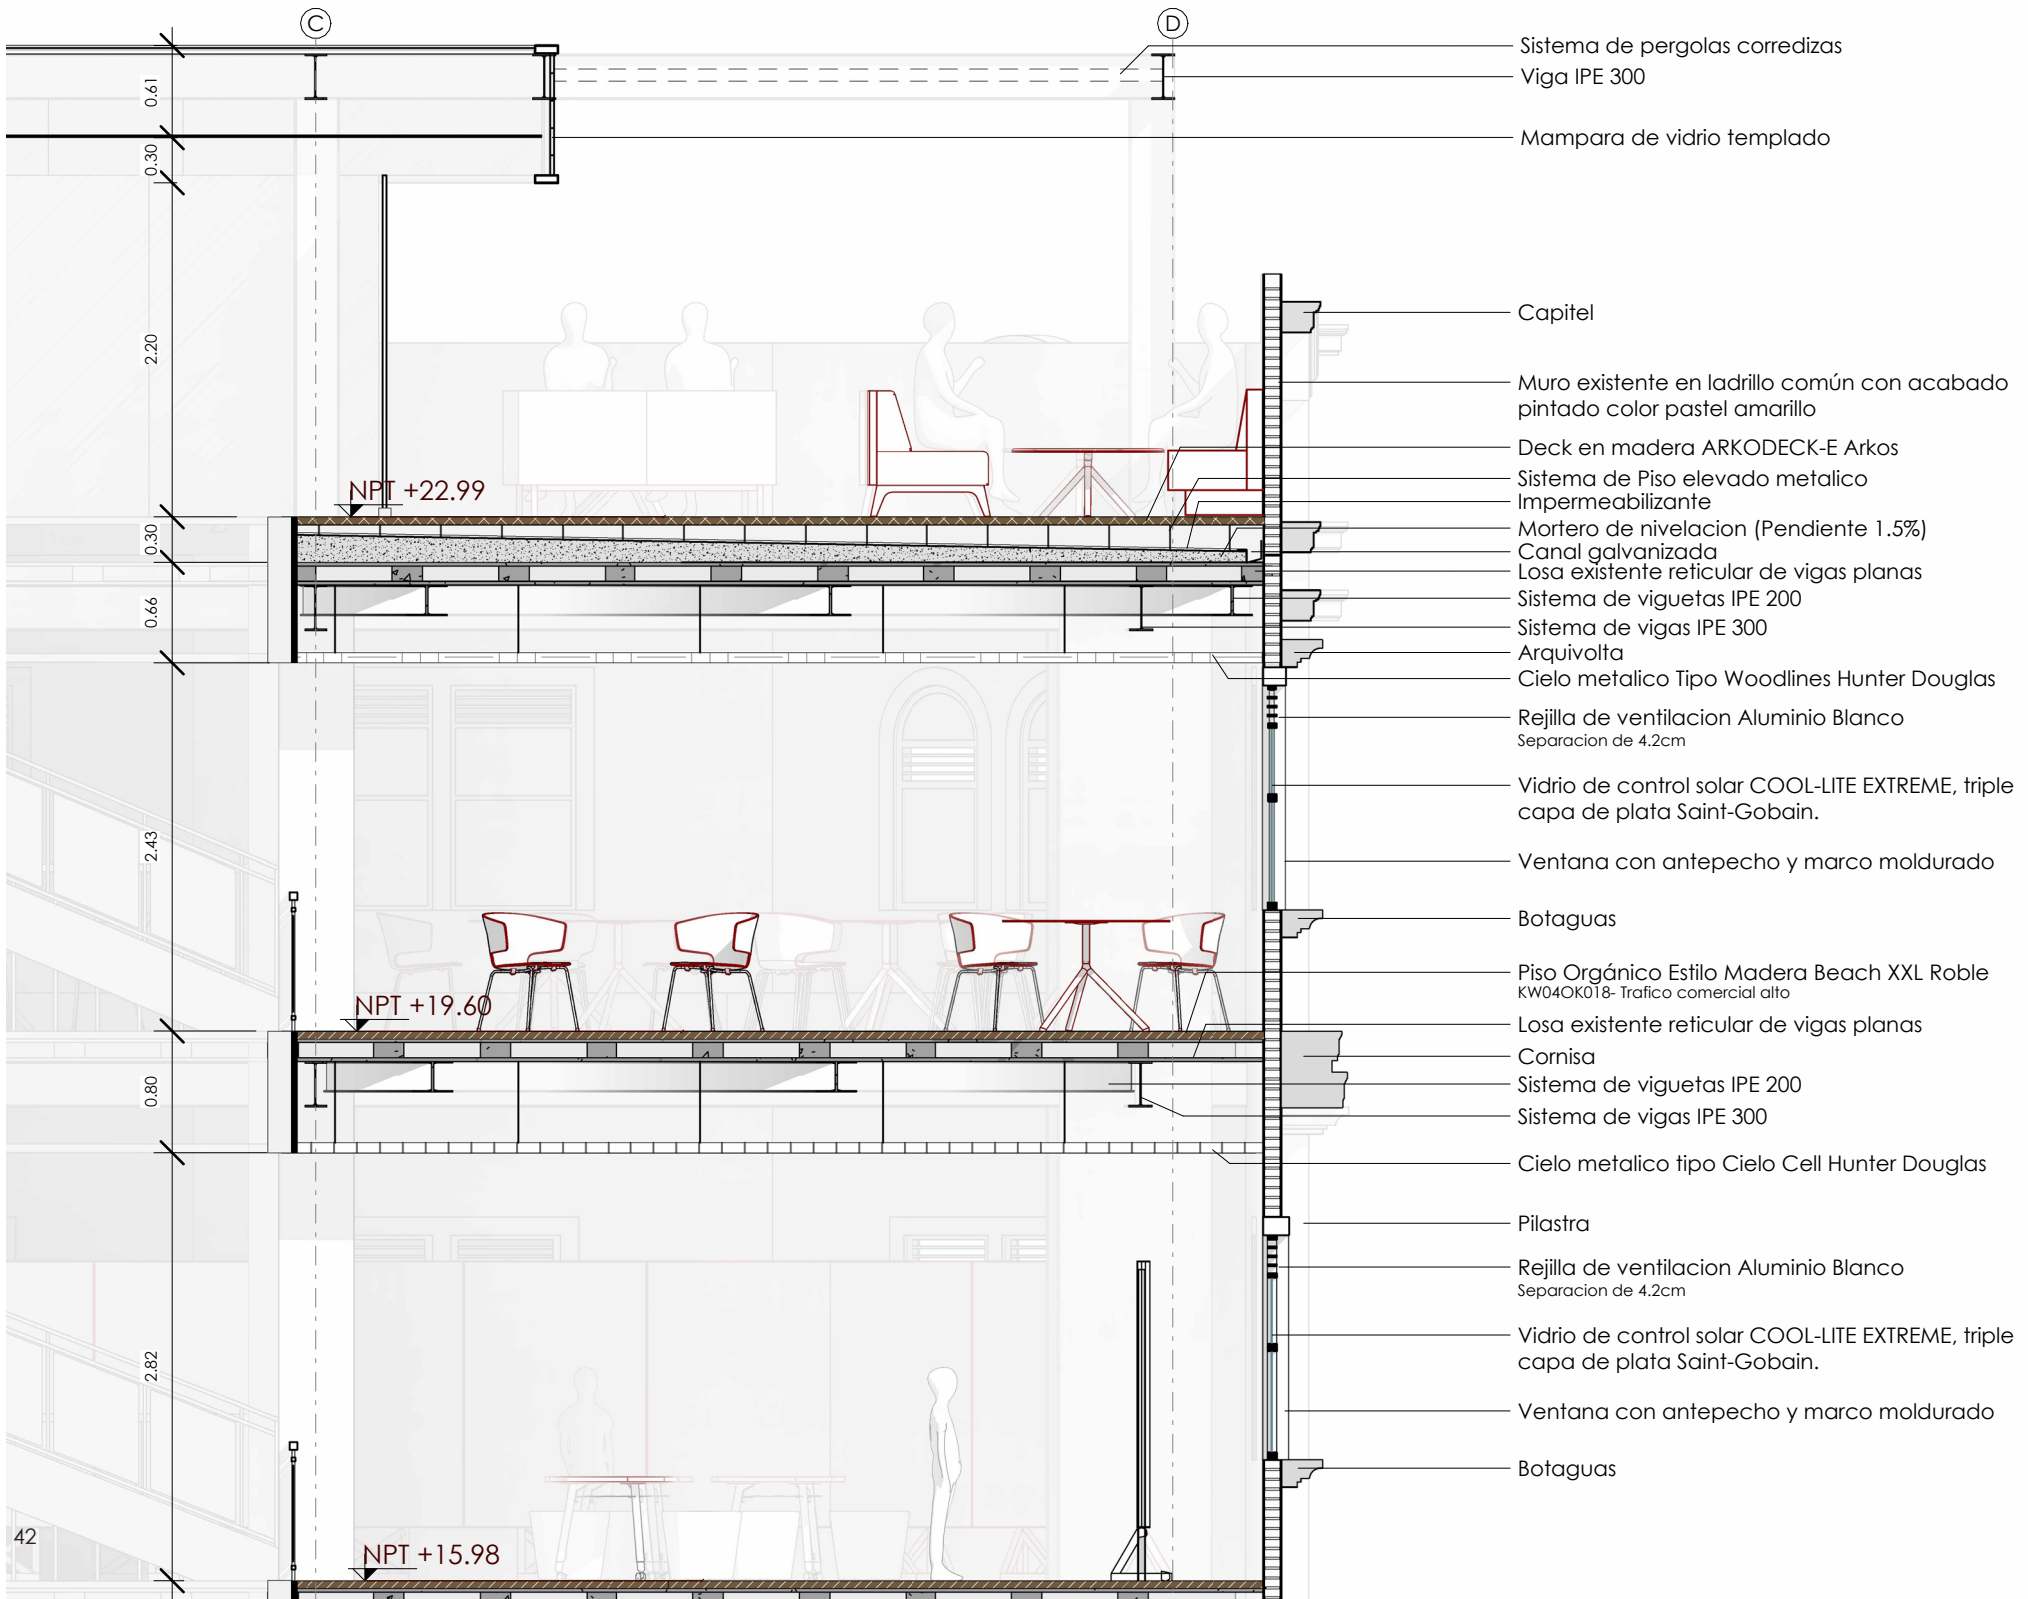 C
D
Sistema de pergolas corredizas
Viga IPE 300
0.61
Mampara de vidrio templado
0.30
Capitel
2.20
Muro existente en ladrillo común con acabado
pintado color pastel amarillo
Deck en madera ARKODECK-E Arkos
Sistema de Piso elevado metalico
NPT +22.99
Impermeabilizante
Mortero de nivelacion (Pendiente 1.5%)
0.30
Canal galvanizada
Losa existente reticular de vigas planas
Sistema de viguetas IPE 200
0.66
Sistema de vigas IPE 300
Arquivolta
Cielo metalico Tipo Woodlines Hunter Douglas
Rejilla de ventilacion Aluminio Blanco
Separacion de 4.2cm
Vidrio de control solar COOL-LITE EXTREME, triple
capa de plata Saint-Gobain.
2.43
Ventana con antepecho y marco moldurado
Botaguas
Piso Orgánico Estilo Madera Beach XXL Roble
KW04OK018- Trafico comercial alto
NPT +19.60
Losa existente reticular de vigas planas
Cornisa
Sistema de viguetas IPE 200
0.80
Sistema de vigas IPE 300
Cielo metalico tipo Cielo Cell Hunter Douglas
Pilastra
Rejilla de ventilacion Aluminio Blanco
Separacion de 4.2cm
Vidrio de control solar COOL-LITE EXTREME, triple
capa de plata Saint-Gobain.
2.82
Ventana con antepecho y marco moldurado
Botaguas
42
NPT +15.98